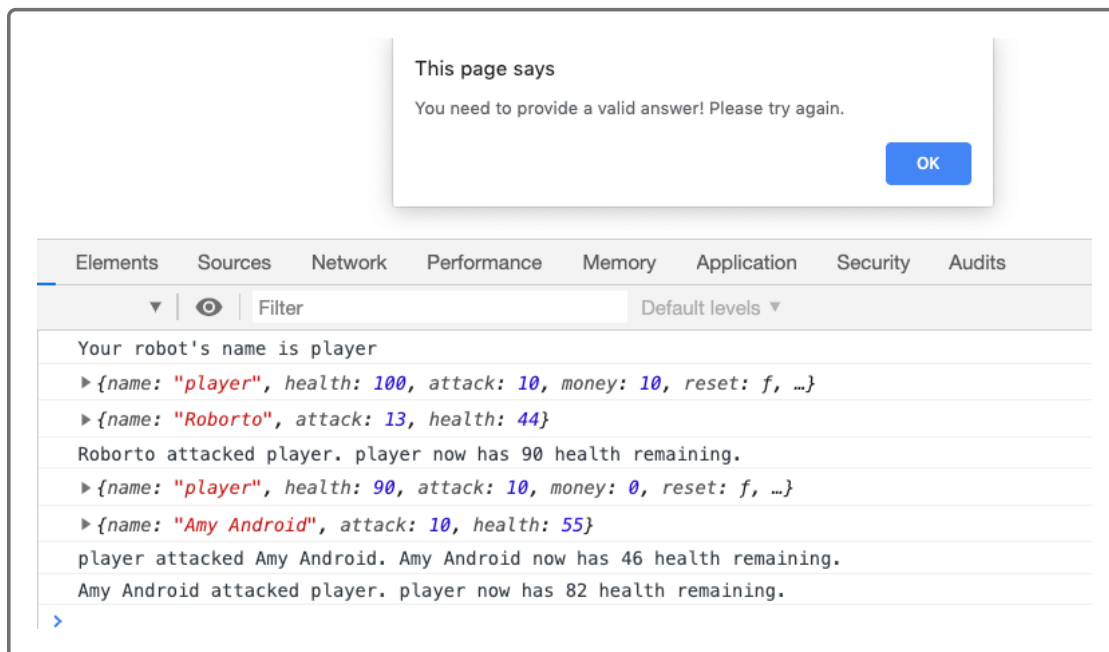 This page says
You need to provide a valid answer! Please try again.
OK
Elements Sources Network Performance Memory Application Security Audits
Filter Default levels ▼
Your robot's name is player
▶{name: "player", health: 100, attack: 10, money: 10, reset: ƒ, …}
▶{name: "Roborto", attack: 13, health: 44}
Roborto attacked player. player now has 90 health remaining.
▶{name: "player", health: 90, attack: 10, money: 0, reset: ƒ, …}
▶{name: "Amy Android", attack: 10, health: 55}
player attacked Amy Android. Amy Android now has 46 health remaining.
Amy Android attacked player. player now has 82 health remaining.
>